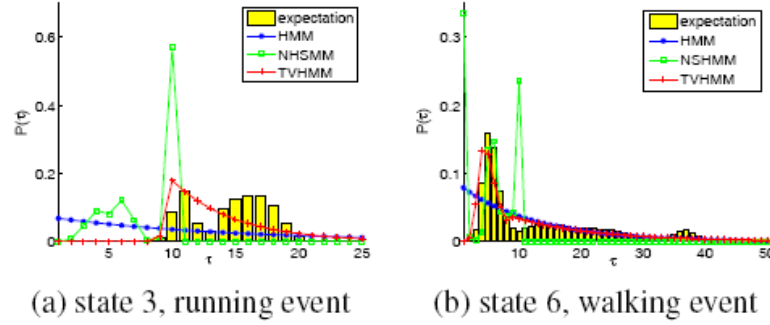 0.6
0.4
0.2
0
P(τ)
expectation
HMM
NHSMM
TVHMM
5 10 15 20 25
τ
(a) state 3, running event
0.3
0.2
0.1
0
P(τ)
expectation
HMM
NSHMM
TVHMM
10 20 30 40 50
τ
(b) state 6, walking event